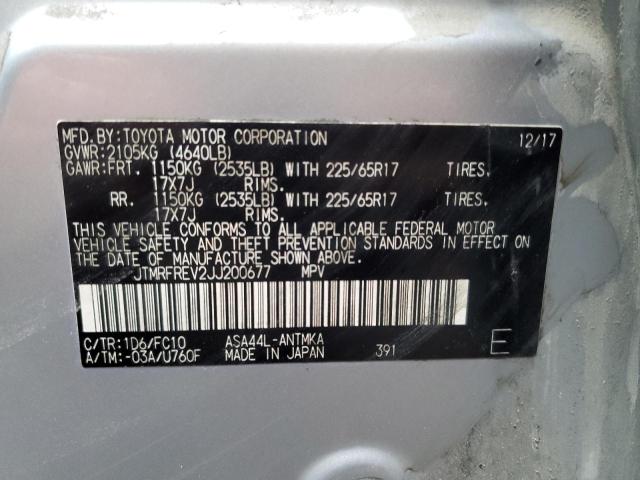 MFD.BY:TOYOTA MOTOR CORPORATION 12/17
GVWR:2105KG (4640LB)
GAWR:FRT. 1150KG (2535LB) WITH 225/65R17 TIRES.
17X7J RIMS.
RR. 1150KG (2535LB) WITH 225/65R17 TIRES.
17X7J RIMS.
THIS VEHICLE CONFORMS TO ALL APPLICABLE FEDERAL MOTOR
VEHICLE SAFETY AND THEFT PREVENTION STANDARDS IN EFFECT ON
THE DATE OF MANUFACTURE SHOWN ABOVE.
JTMRFREV2JJ200677 MPV
C/TR:1D6/FC10 ASA44L-ANTMKA
A/TM:-03A/U760F MADE IN JAPAN 391 E